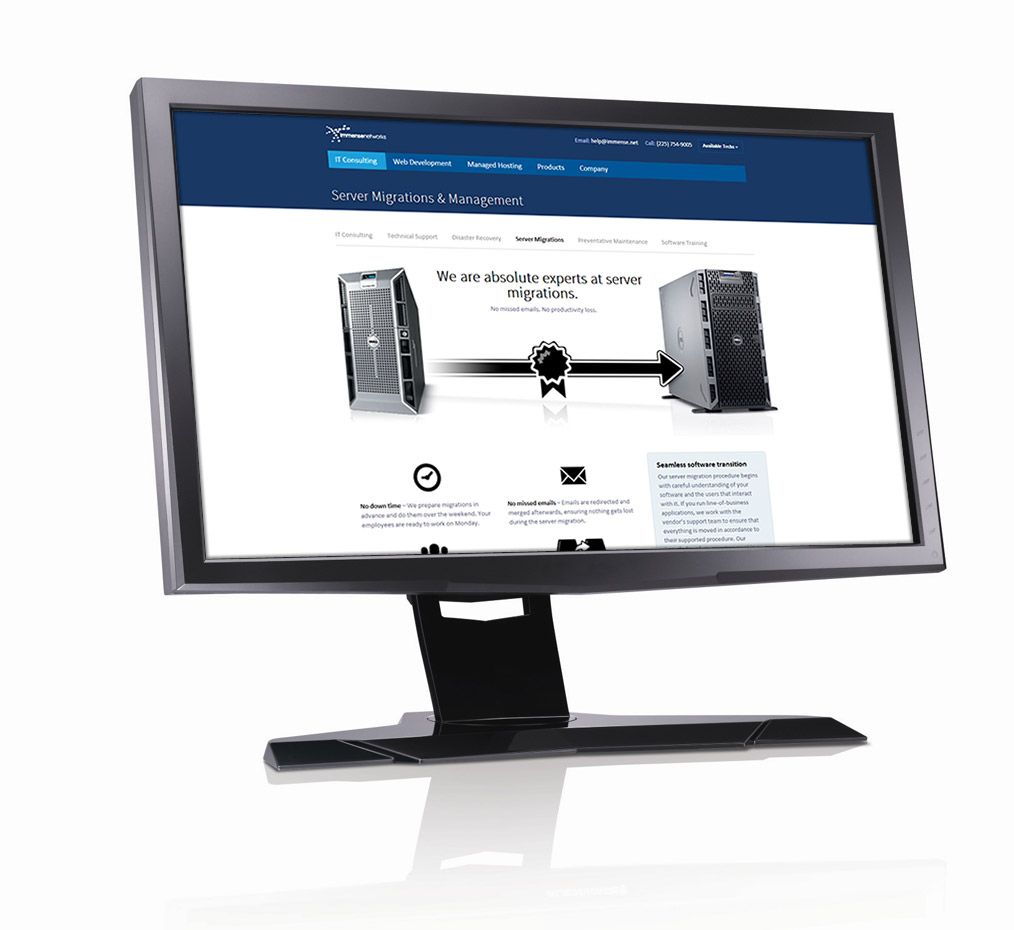 immensenetworks
Email: help@immense.net Call: (225) 754-9005 Available Techs
IT Consulting Web Development Managed Hosting Products Company
Server Migrations & Management
IT Consulting Technical Support Disaster Recovery Server Migrations Preventative Maintenance Software Training
We are absolute experts at server
migrations.
No missed emails. No productivity loss.
DELL
DELL
No down time – We prepare migrations in
advance and do them over the weekend. Your
employees are ready to work on Monday.
No missed emails – Emails are redirected and
merged afterwards, ensuring nothing gets lost
during the server migration.
Seamless software transition
Our server migration procedure begins
with careful understanding of your
software and the users that interact
with it. If you run line-of-business
applications, we work with the
vendor's support team to ensure that
everything is moved in accordance to
their supported procedure. Our